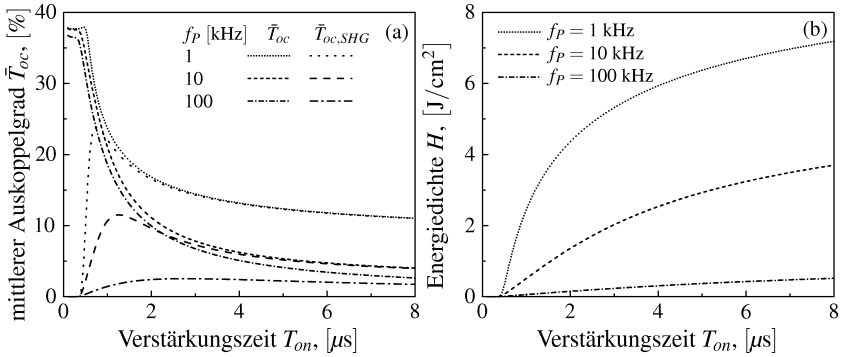 mittlerer Auskoppelgrad T̄oc, [%]
40
30
20
10
0
0 2 4 6 8
Verstärkungszeit Ton, [µs]
fP [kHz] T̄oc T̄oc,SHG (a)
1
10
100
Energiedichte H, [J/cm²]
8
6
4
2
0
0 2 4 6 8
Verstärkungszeit Ton, [µs]
(b)
fP = 1 kHz
fP = 10 kHz
fP = 100 kHz